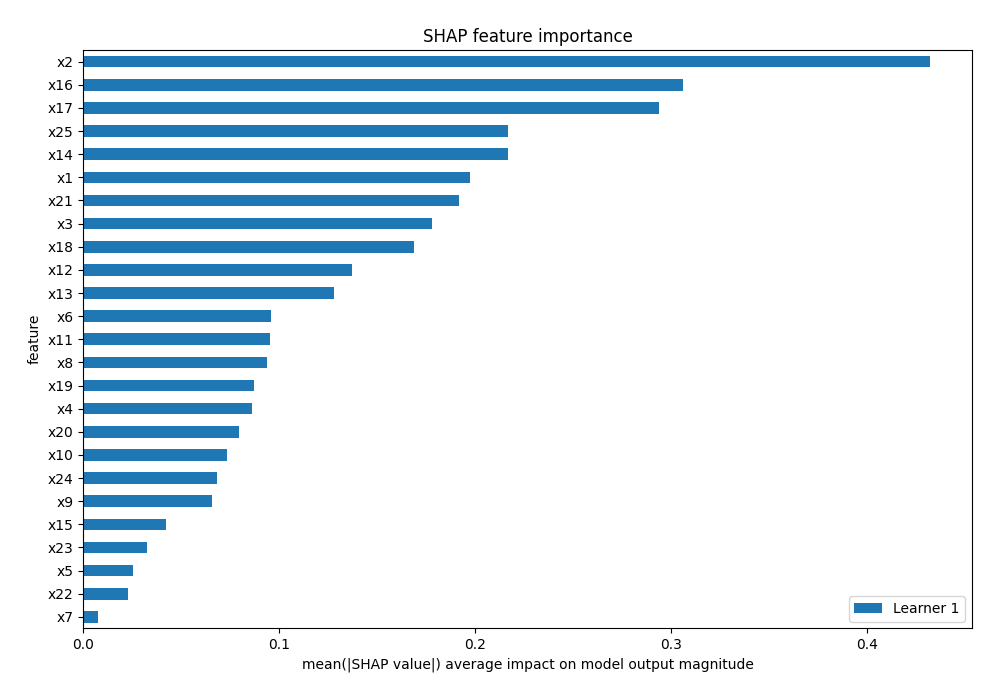 SHAP feature importance
x2
x16
x17
x25
x14
x1
x21
x3
x18
x12
x13
x6
x11
x8
x19
x4
x20
x10
x24
x9
x15
x23
x5
x22
x7
feature
Learner 1
0.0 0.1 0.2 0.3 0.4
mean(|SHAP value|) average impact on model output magnitude